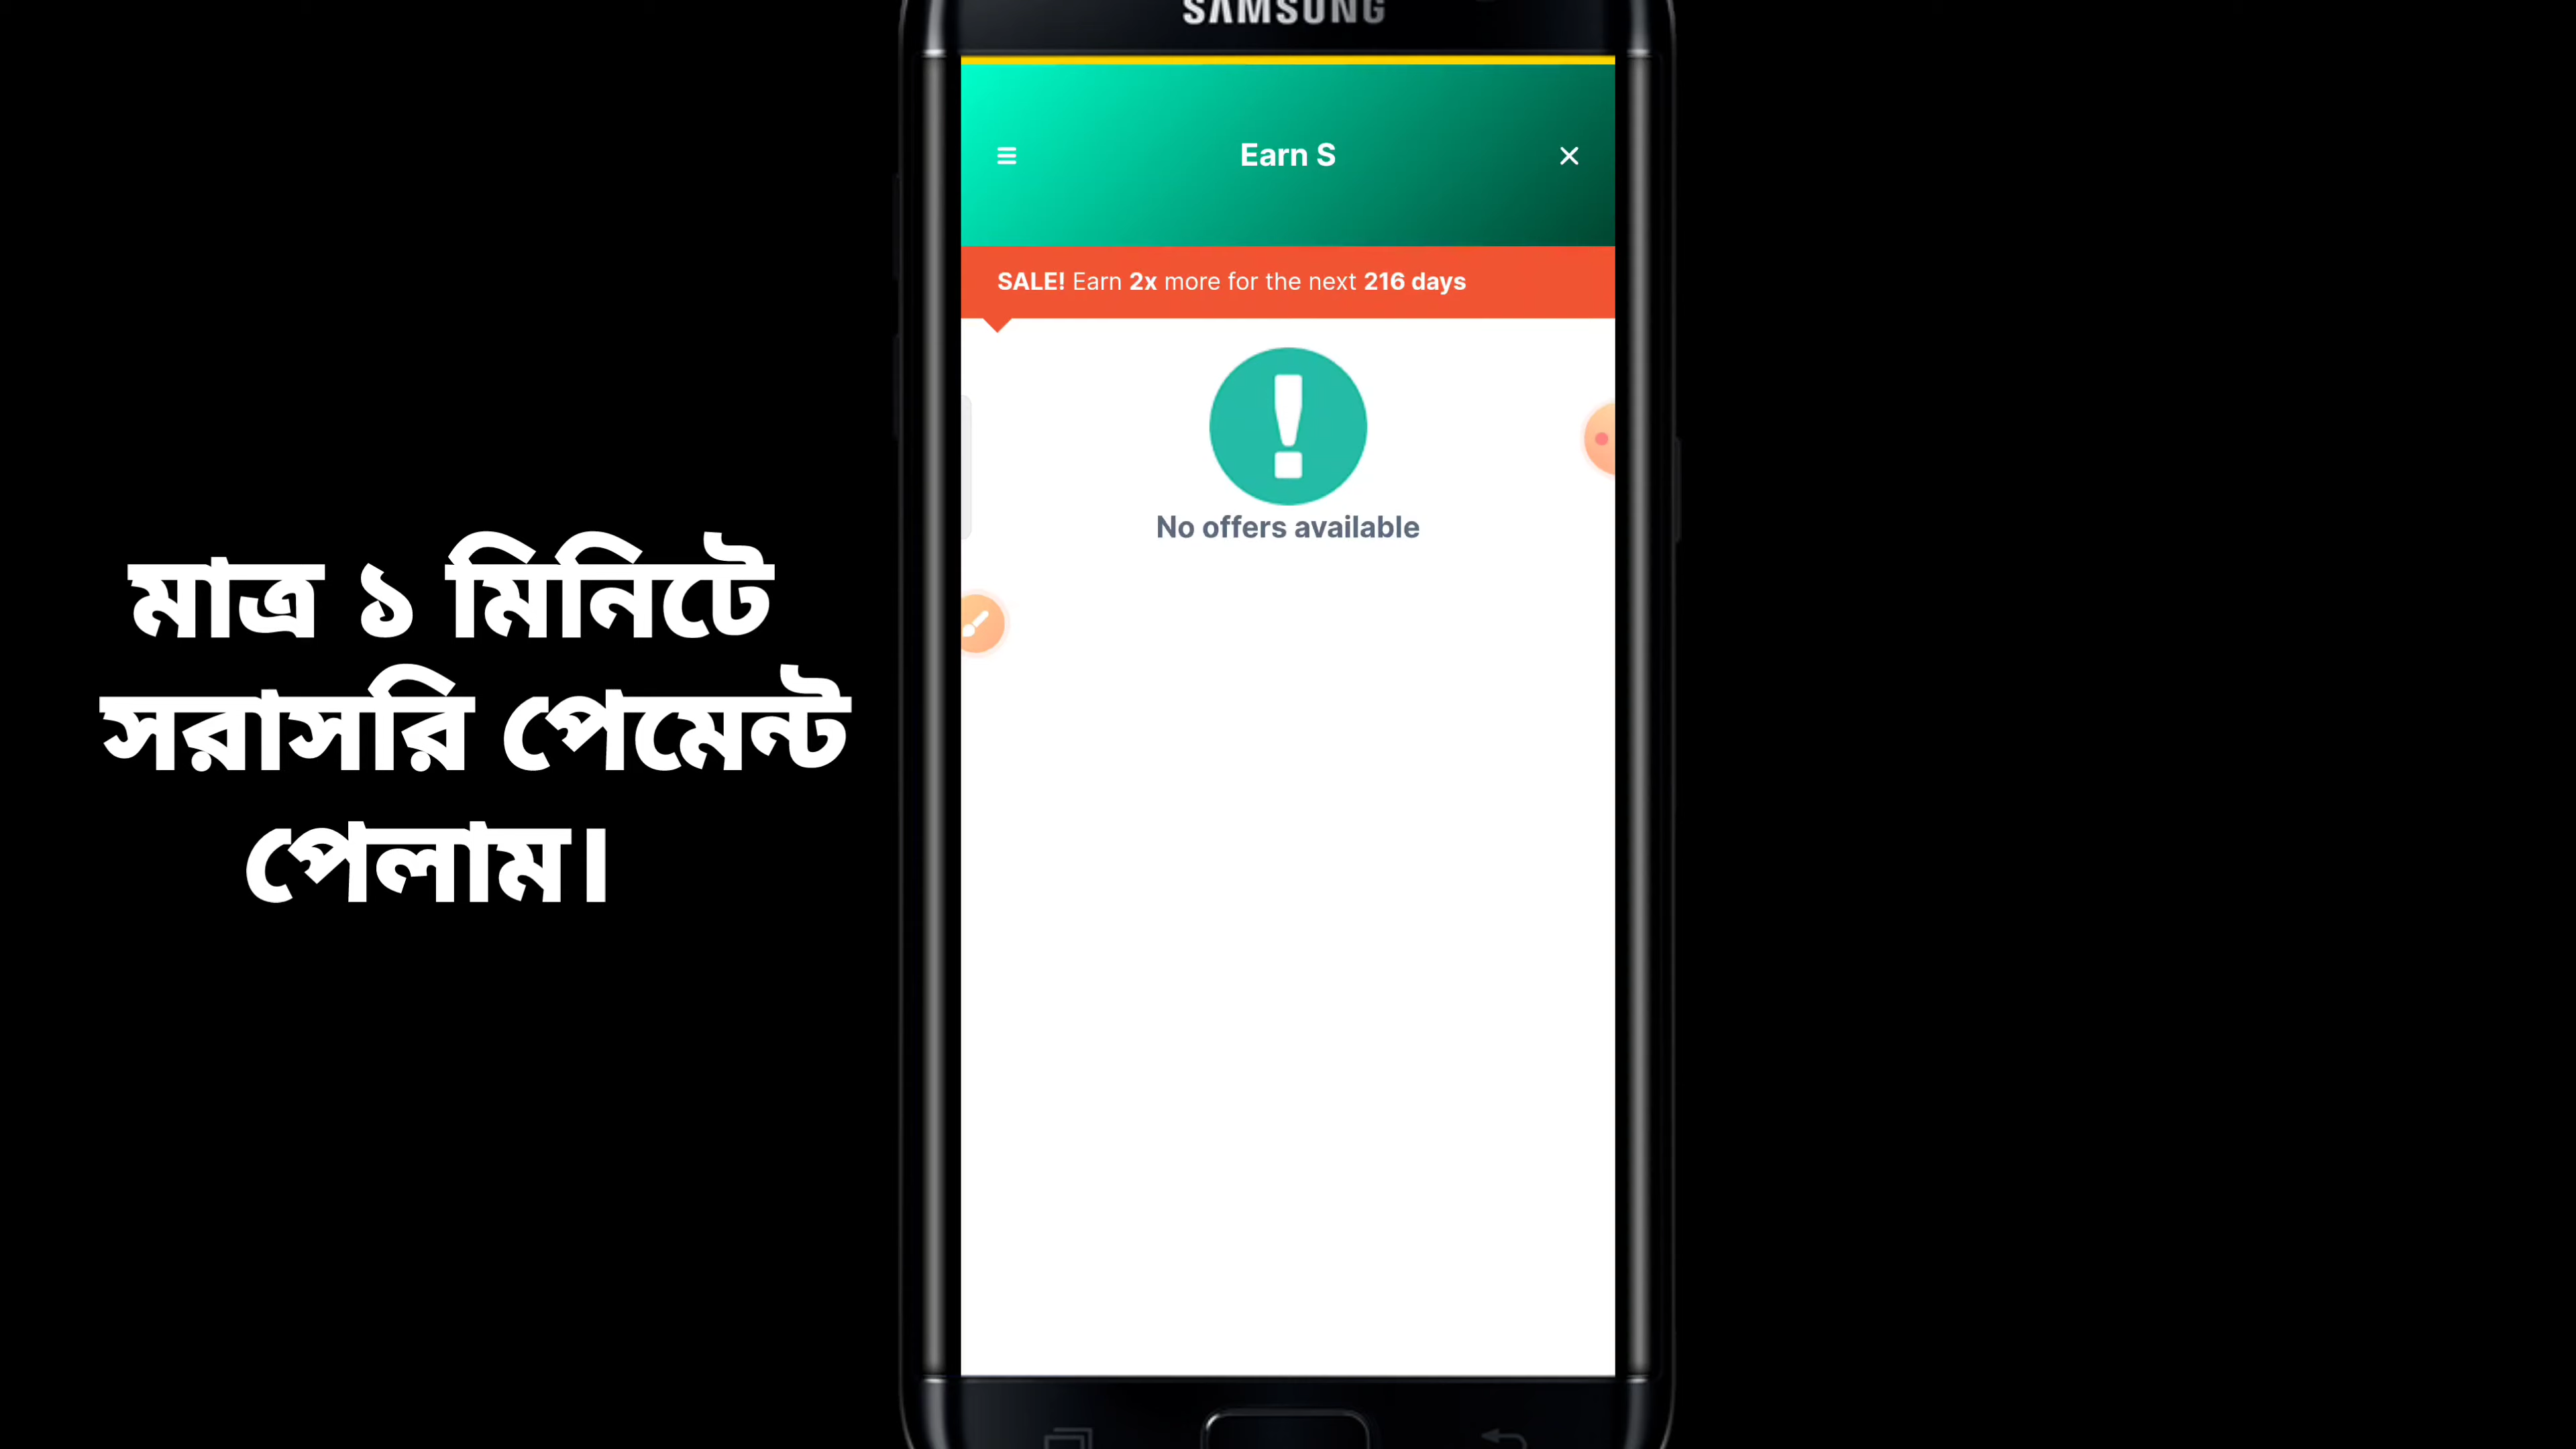 SAMSUNG
Earn S
SALE! Earn 2x more for the next 216 days
No offers available
মাত্র ১ মিনিটে
সরাসরি পেমেন্ট
পেলাম।